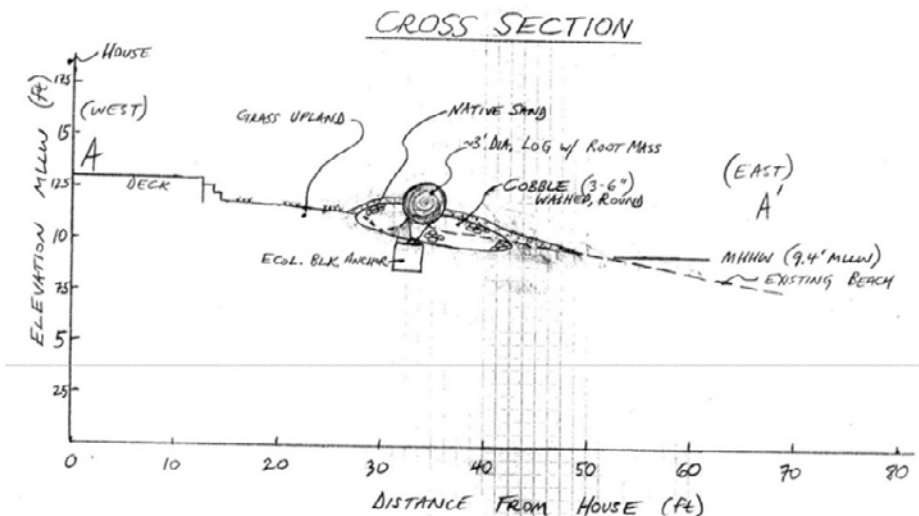 CROSS SECTION
HOUSE
17.5
(WEST)
GRASS UPLAND
NATIVE SAND
15
~3' DIA. LOG w/ ROOT MASS
A
(EAST)
12.5
DECK
COBBLE (3-6")
WASHED, ROUND
A'
10
ECOL. BLK. ANCHOR
MHHW (9.4' MLLW)
EXISTING BEACH
7.5
5
2.5
ELEVATION MLLW (ft)
0 10 20 30 40 50 60 70 80
DISTANCE FROM HOUSE (ft)